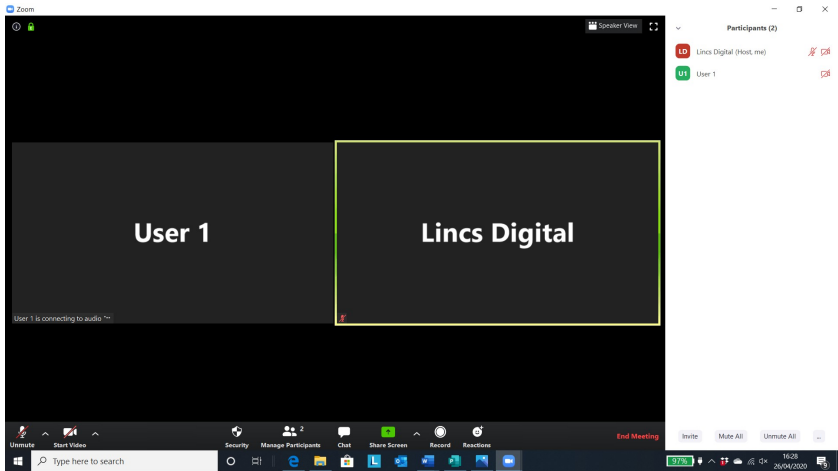 Zoom
Speaker View
Participants (2)
LD Lincs Digital (Host, me)
U1 User 1
User 1
Lincs Digital
User 1 is connecting to audio
Unmute
Start Video
Security
2
Manage Participants
Chat
Share Screen
Record
Reactions
End Meeting
Invite
Mute All
Unmute All
...
Type here to search
97%
16:28
26/04/2020